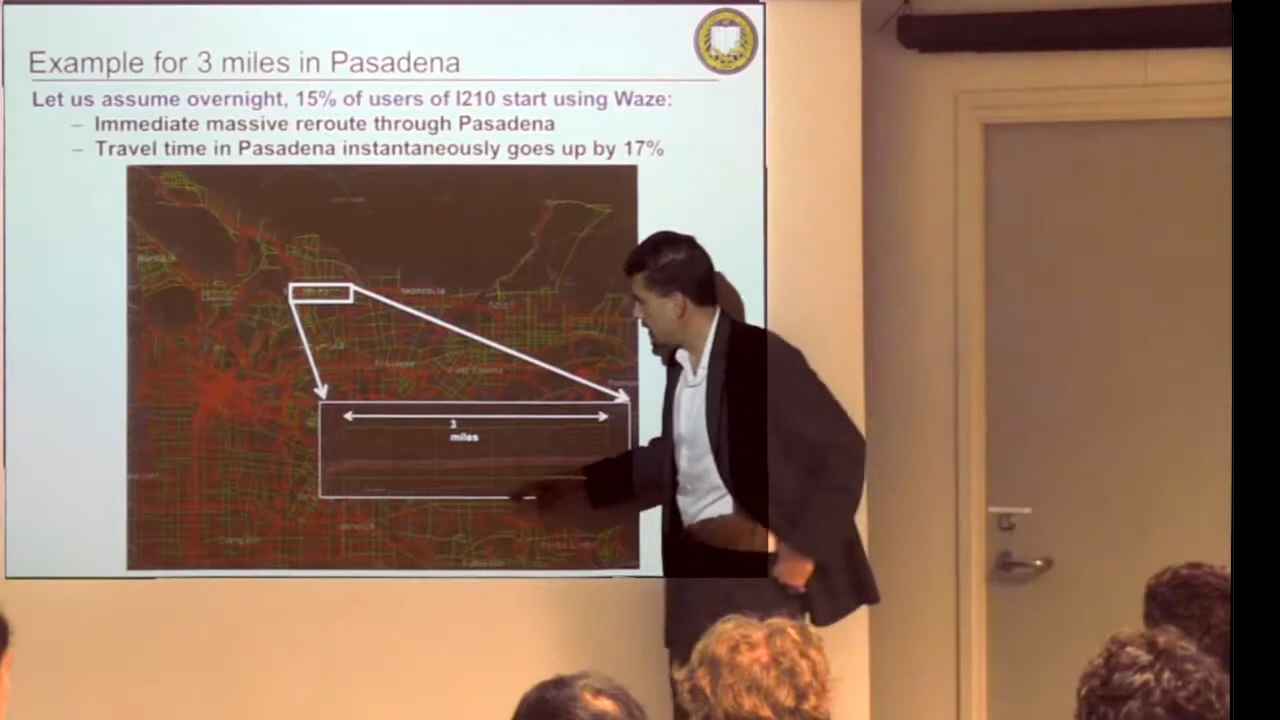 Example for 3 miles in Pasadena
Let us assume overnight, 15% of users of I210 start using Waze:
– Immediate massive reroute through Pasadena
– Travel time in Pasadena instantaneously goes up by 17%
3
miles